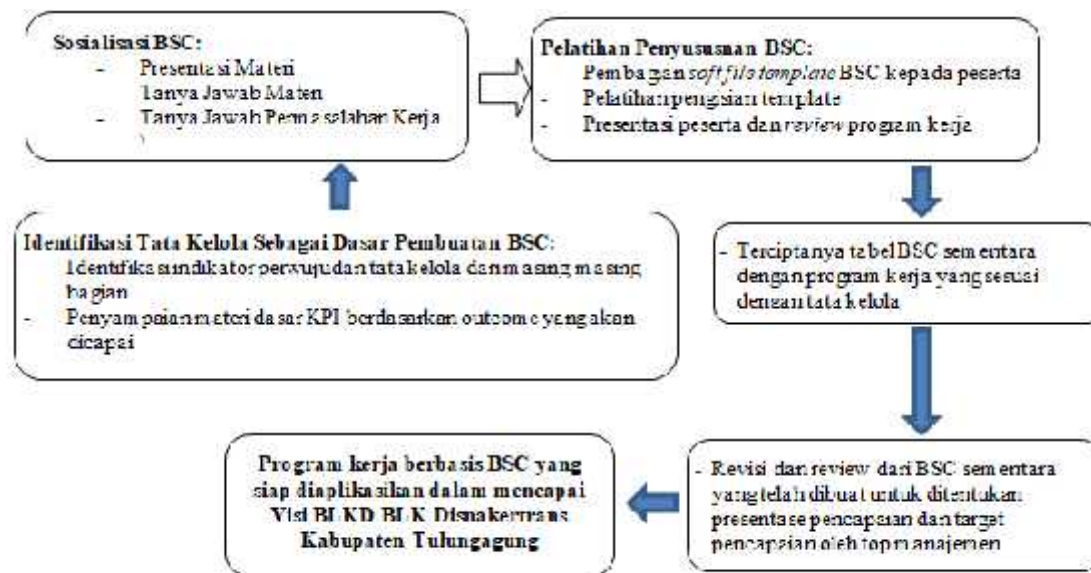 Sosialisasi BSC:
- Presentasi Materi
Tanya Jawab Materi
- Tanya Jawab Permasalahan Kerja
)
Pelatihan Penyususnan BSC:
Pembagian soft file template BSC kepada peserta
- Pelatihan pengisian template
- Presentasi peserta dan review program kerja
Identifikasi Tata Kelola Sebagai Dasar Pembuatan BSC:
Identifikasi indikator perwujudan tata kelola dari masing masing
bagian
- Penyampaian materi dasar KPI berdasarkan outcome yang akan
dicapai
- Terciptanya tabel BSC sementara
dengan program kerja yang sesuai
dengan tata kelola
- Revisi dan review dari BSC sementara
yang telah dibuat untuk ditentukan
presentase pencapaian dan target
pencapaian oleh top manajemen
Program kerja berbasis BSC yang
siap diaplikasikan dalam mencapai
Visi BLKD BLK Disnakertrans
Kabupaten Tulungagung